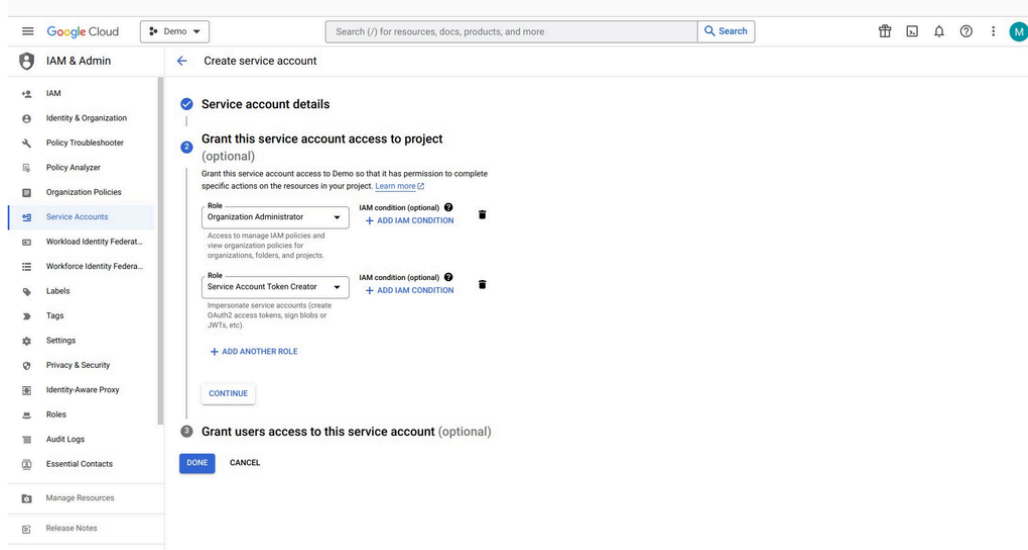 Google Cloud
Demo
Search (/) for resources, docs, products, and more
Search
M
IAM & Admin
Create service account
IAM
Identity & Organization
Policy Troubleshooter
Policy Analyzer
Organization Policies
Service Accounts
Workload Identity Federat...
Workforce Identity Federa...
Labels
Tags
Settings
Privacy & Security
Identity-Aware Proxy
Roles
Audit Logs
Essential Contacts
Manage Resources
Release Notes
Service account details
2
Grant this service account access to project
(optional)
Grant this service account access to Demo so that it has permission to complete
specific actions on the resources in your project. Learn more
Role
Organization Administrator
IAM condition (optional) ?
+ ADD IAM CONDITION
Access to manage IAM policies and
view organization policies for
organizations, folders, and projects.
Role
Service Account Token Creator
IAM condition (optional) ?
+ ADD IAM CONDITION
Impersonate service accounts (create
OAuth2 access tokens, sign blobs or
JWTs, etc).
+ ADD ANOTHER ROLE
CONTINUE
3
Grant users access to this service account (optional)
DONE
CANCEL